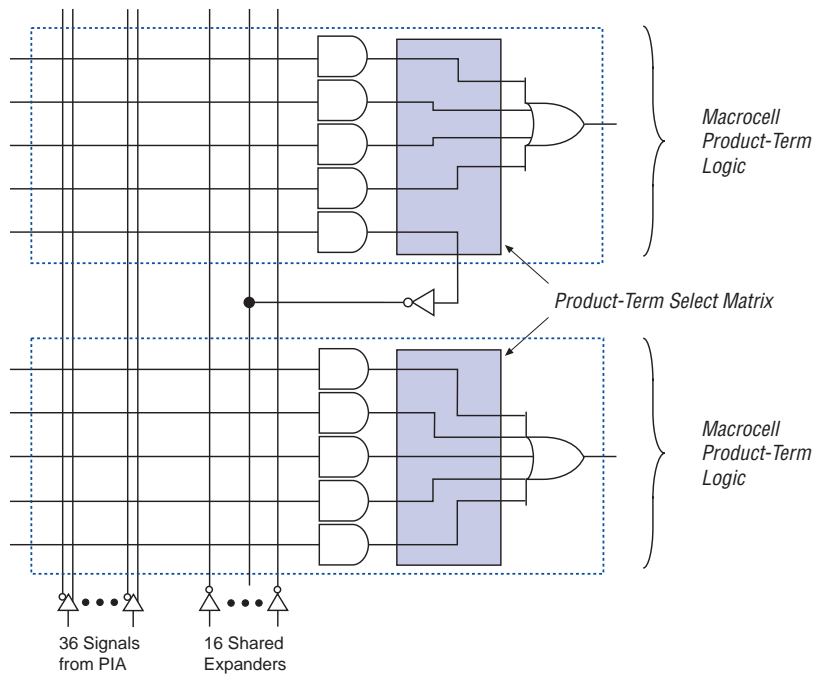 Macrocell
Product-Term
Logic
Product-Term Select Matrix
Macrocell
Product-Term
Logic
36 Signals
from PIA
16 Shared
Expanders